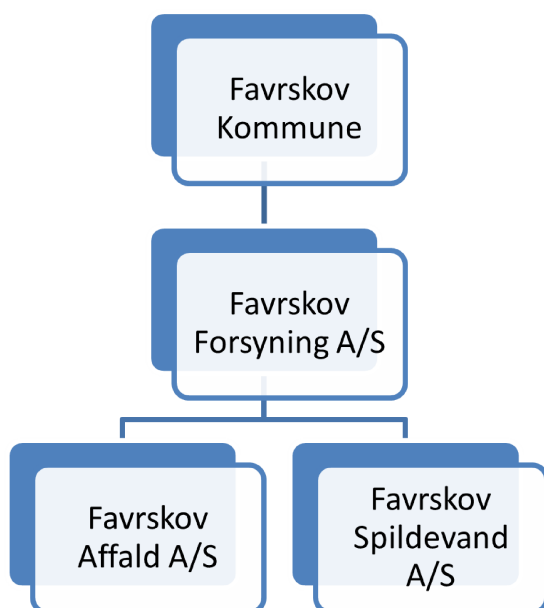 Favrskov
Kommune
Favrskov
Forsyning A/S
Favrskov
Affald A/S
Favrskov
Spildevand
A/S